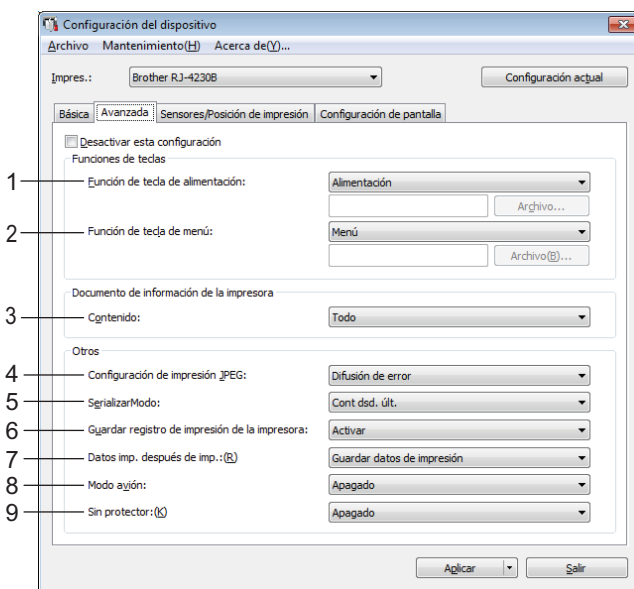 Configuración del dispositivo
Archivo Mantenimiento(H) Acerca de(Y)...
Impres.: Brother RJ-4230B Configuración actual
Básica Avanzada Sensores/Posición de impresión Configuración de pantalla
Desactivar esta configuración
Funciones de teclas
1 Función de tecla de alimentación: Alimentación
Archivo...
2 Función de tecla de menú: Menú
Archivo(B)...
Documento de información de la impresora
3 Contenido: Todo
Otros
4 Configuración de impresión JPEG: Difusión de error
5 SerializarModo: Cont dsd. últ.
6 Guardar registro de impresión de la impresora: Activar
7 Datos imp. después de imp.:(R) Guardar datos de impresión
8 Modo avión: Apagado
9 Sin protector:(K) Apagado
Aplicar Salir